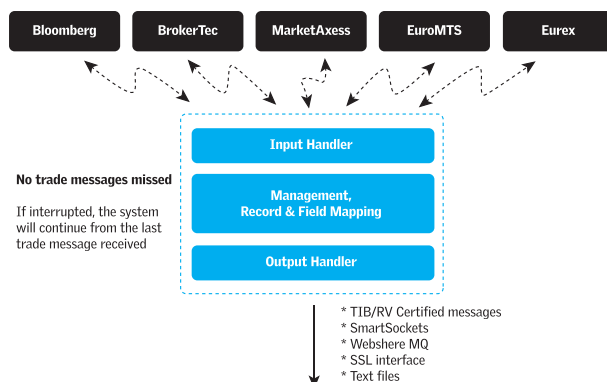 Bloomberg
BrokerTec
MarketAxess
EuroMTS
Eurex
Input Handler
No trade messages missed
Management,
Record & Field Mapping
If interrupted, the system
will continue from the last
trade message received
Output Handler
* TIB/RV Certified messages
* SmartSockets
* Webshere MQ
* SSL interface
* Text files